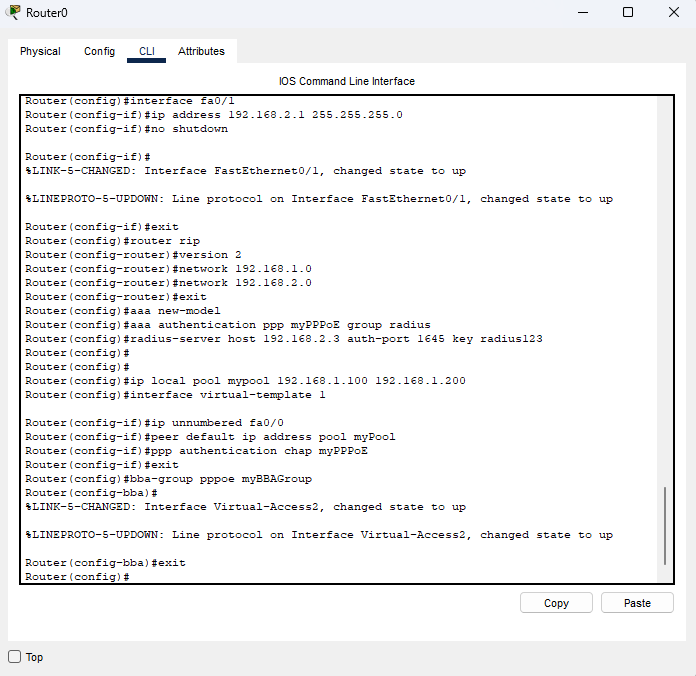 Router0
Physical Config CLI Attributes
IOS Command Line Interface
Router(config)#interface fa0/1
Router(config-if)#ip address 192.168.2.1 255.255.255.0
Router(config-if)#no shutdown
Router(config-if)#
%LINK-5-CHANGED: Interface FastEthernet0/1, changed state to up
%LINEPROTO-5-UPDOWN: Line protocol on Interface FastEthernet0/1, changed state to up
Router(config-if)#exit
Router(config)#router rip
Router(config-router)#version 2
Router(config-router)#network 192.168.1.0
Router(config-router)#network 192.168.2.0
Router(config-router)#exit
Router(config)#aaa new-model
Router(config)#aaa authentication ppp myPPPoE group radius
Router(config)#radius-server host 192.168.2.3 auth-port 1645 key radius123
Router(config)#
Router(config)#
Router(config)#ip local pool mypool 192.168.1.100 192.168.1.200
Router(config)#interface virtual-template 1
Router(config-if)#ip unnumbered fa0/0
Router(config-if)#peer default ip address pool myPool
Router(config-if)#ppp authentication chap myPPPoE
Router(config-if)#exit
Router(config)#bba-group pppoe myBBAGroup
Router(config-bba)#
%LINK-5-CHANGED: Interface Virtual-Access2, changed state to up
%LINEPROTO-5-UPDOWN: Line protocol on Interface Virtual-Access2, changed state to up
Router(config-bba)#exit
Router(config)#
Copy Paste
Top